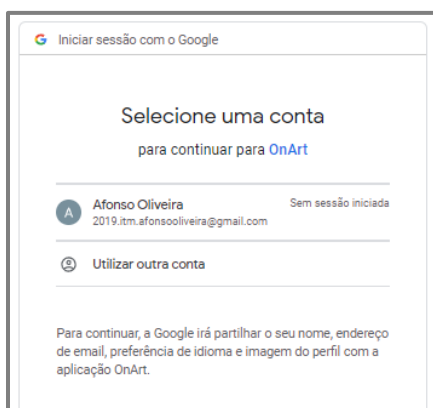 Iniciar sessão com o Google
Selecione uma conta
para continuar para OnArt
A
Afonso Oliveira
Sem sessão iniciada
2019.itm.afonsooliveira@gmail.com
Utilizar outra conta
Para continuar, a Google irá partilhar o seu nome, endereço
de email, preferência de idioma e imagem do perfil com a
aplicação OnArt.